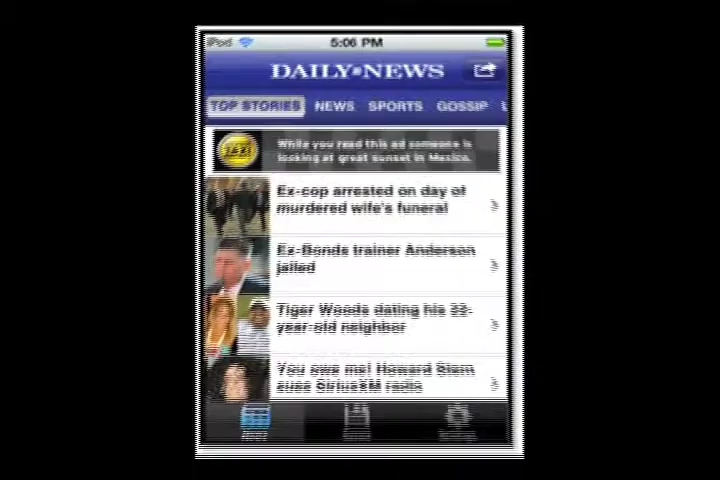 iPod 5:06 PM
DAILY NEWS
TOP STORIES NEWS SPORTS GOSSIP
While you read this ad someone is
looking at great sunset in Mexico.
Ex-cop arrested on day of
murdered wife's funeral
Ex-Bonds trainer Anderson
jailed
Tiger Woods dating his 22-
year-old neighbor
You owe me! Howard Stern
sues SiriusXM radio